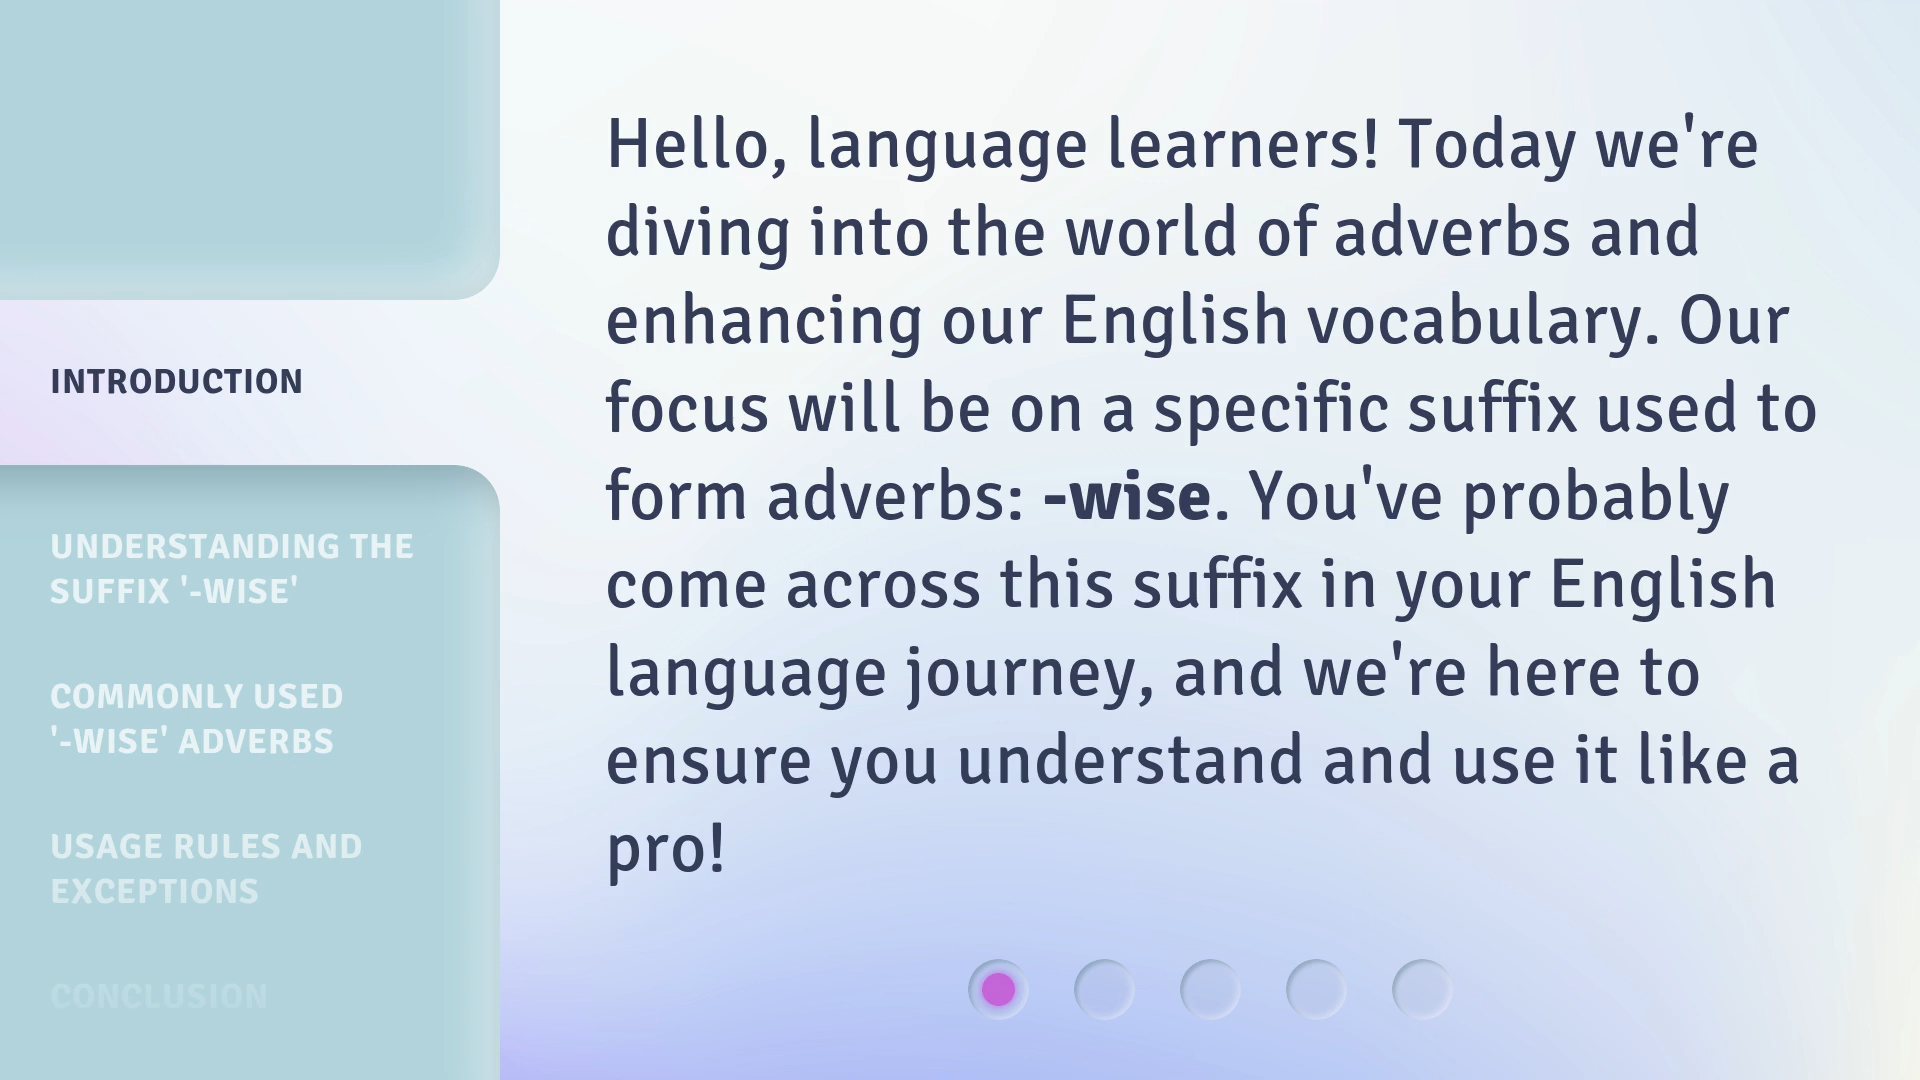 INTRODUCTION
UNDERSTANDING THE
SUFFIX '-WISE'
COMMONLY USED
'-WISE' ADVERBS
USAGE RULES AND
EXCEPTIONS
CONCLUSION
Hello, language learners! Today we're
diving into the world of adverbs and
enhancing our English vocabulary. Our
focus will be on a specific suffix used to
form adverbs: -wise. You've probably
come across this suffix in your English
language journey, and we're here to
ensure you understand and use it like a
pro!